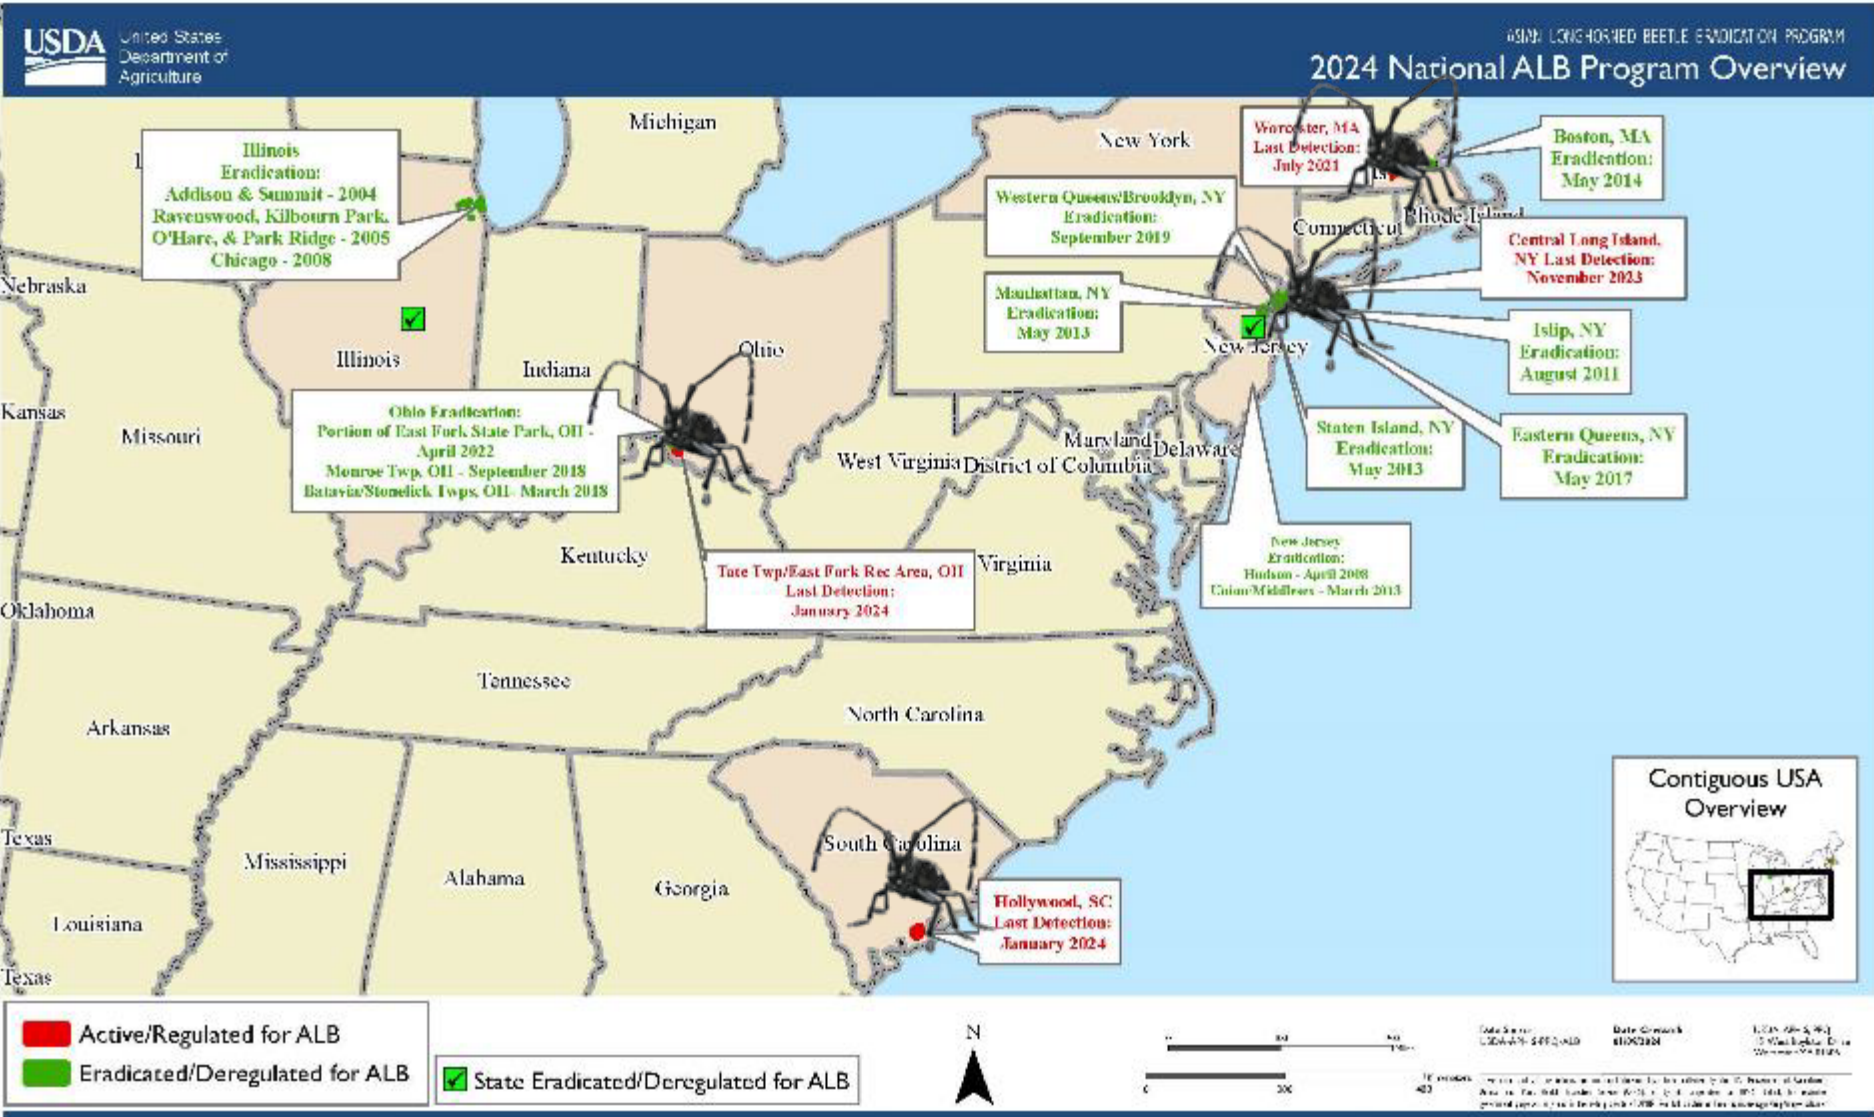 USDA
United States
Department of
Agriculture
ASIAN LONGHORNED BEETLE ERADICATION PROGRAM
2024 National ALB Program Overview
Michigan
New York
Illinois
Eradication:
Addison & Summit - 2004
Ravenswood, Kilbourn Park,
O'Hare, & Park Ridge - 2005
Chicago - 2008
Worcester, MA
Last Detection:
July 2021
Boston, MA
Eradication:
May 2014
Western Queens/Brooklyn, NY
Eradication:
September 2019
Connecticut
Rhode Island
Central Long Island,
NY Last Detection:
November 2023
Nebraska
Manhattan, NY
Eradication:
May 2013
Islip, NY
Eradication:
August 2011
Illinois
Indiana
Ohio
New Jersey
Kansas
Missouri
Ohio Eradication:
Portion of East Fork State Park, OH -
April 2022
Monroe Twp, OH - September 2018
Batavia/Stonelick Twps, OH- March 2018
West Virginia
District of Columbia
Maryland
Delaware
Staten Island, NY
Eradication:
May 2013
Eastern Queens, NY
Eradication:
May 2017
Kentucky
Virginia
New Jersey
Eradication:
Hudson - April 2008
Union/Middlesex - March 2013
Tate Twp/East Fork Rec Area, OH
Last Detection:
January 2024
Oklahoma
Tennessee
North Carolina
Arkansas
Texas
Mississippi
Alabama
Georgia
South Carolina
Louisiana
Hollywood, SC
Last Detection:
January 2024
Texas
Contiguous USA
Overview
Active/Regulated for ALB
Eradicated/Deregulated for ALB
State Eradicated/Deregulated for ALB
N